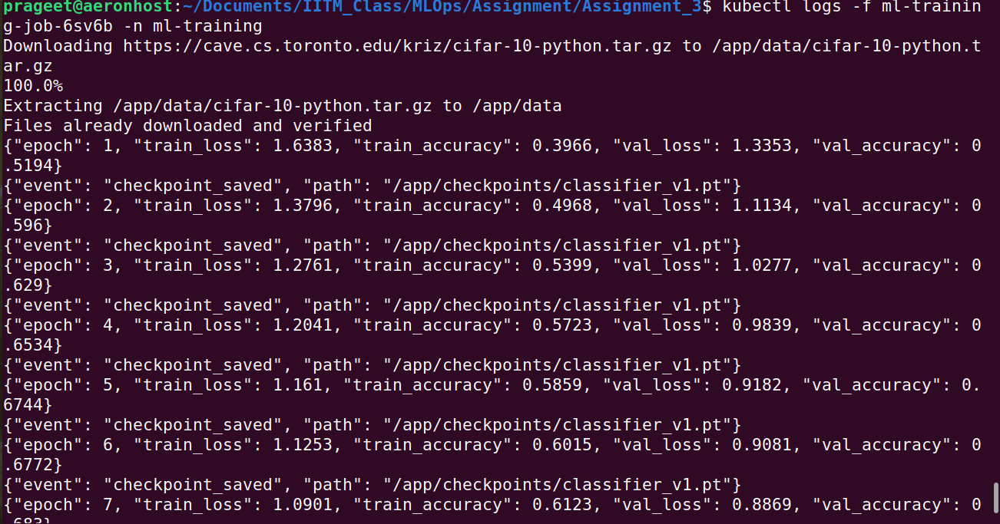 prageet@aeronhost:~/Documents/IITM_Class/MLOps/Assignment/Assignment_3$ kubectl logs -f ml-trainin
g-job-6sv6b -n ml-training
Downloading https://cave.cs.toronto.edu/kriz/cifar-10-python.tar.gz to /app/data/cifar-10-python.t
ar.gz
100.0%
Extracting /app/data/cifar-10-python.tar.gz to /app/data
Files already downloaded and verified
{"epoch": 1, "train_loss": 1.6383, "train_accuracy": 0.3966, "val_loss": 1.3353, "val_accuracy": 0
.5194}
{"event": "checkpoint_saved", "path": "/app/checkpoints/classifier_v1.pt"}
{"epoch": 2, "train_loss": 1.3796, "train_accuracy": 0.4968, "val_loss": 1.1134, "val_accuracy": 0
.596}
{"event": "checkpoint_saved", "path": "/app/checkpoints/classifier_v1.pt"}
{"epoch": 3, "train_loss": 1.2761, "train_accuracy": 0.5399, "val_loss": 1.0277, "val_accuracy": 0
.629}
{"event": "checkpoint_saved", "path": "/app/checkpoints/classifier_v1.pt"}
{"epoch": 4, "train_loss": 1.2041, "train_accuracy": 0.5723, "val_loss": 0.9839, "val_accuracy": 0
.6534}
{"event": "checkpoint_saved", "path": "/app/checkpoints/classifier_v1.pt"}
{"epoch": 5, "train_loss": 1.161, "train_accuracy": 0.5859, "val_loss": 0.9182, "val_accuracy": 0.
6744}
{"event": "checkpoint_saved", "path": "/app/checkpoints/classifier_v1.pt"}
{"epoch": 6, "train_loss": 1.1253, "train_accuracy": 0.6015, "val_loss": 0.9081, "val_accuracy": 0
.6772}
{"event": "checkpoint_saved", "path": "/app/checkpoints/classifier_v1.pt"}
{"epoch": 7, "train_loss": 1.0901, "train_accuracy": 0.6123, "val_loss": 0.8869, "val_accuracy": 0